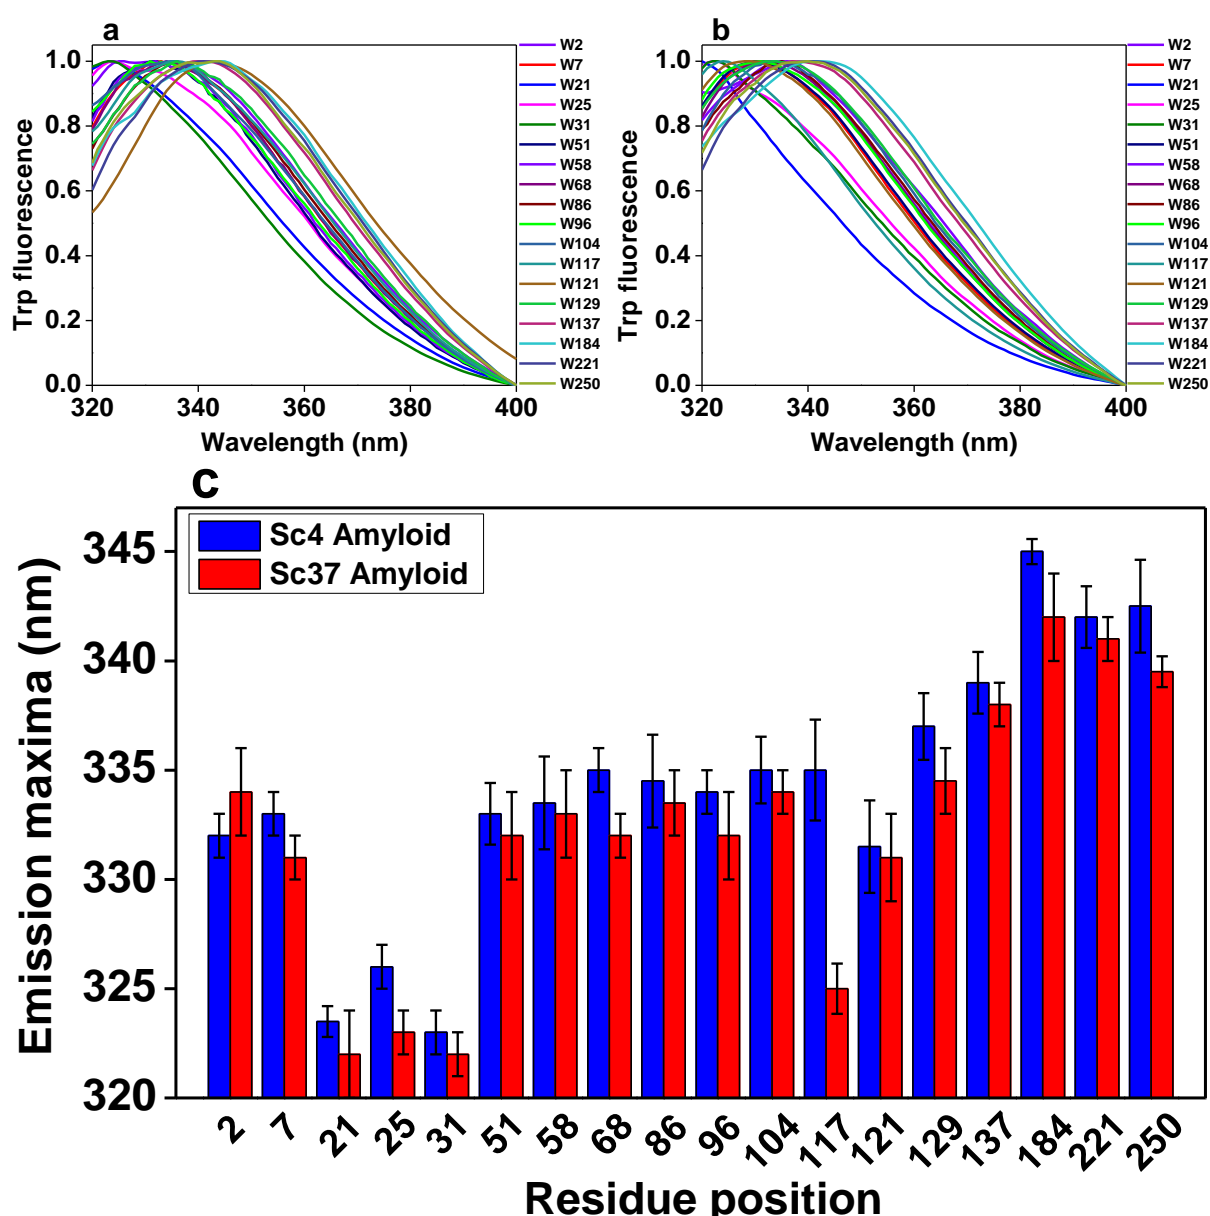 a
1.0
0.8
0.6
0.4
0.2
0.0
Trp fluorescence
320
340
360
380
400
Wavelength (nm)
W2
W7
W21
W25
W31
W51
W58
W68
W86
W96
W104
W117
W121
W129
W137
W184
W221
W250
b
1.0
0.8
0.6
0.4
0.2
0.0
Trp fluorescence
320
340
360
380
400
Wavelength (nm)
W2
W7
W21
W25
W31
W51
W58
W68
W86
W96
W104
W117
W121
W129
W137
W184
W221
W250
c
Sc4 Amyloid
Sc37 Amyloid
345
340
335
330
325
320
Emission maxima (nm)
2
7
21
25
31
51
58
68
86
96
104
117
121
129
137
184
221
250
Residue position